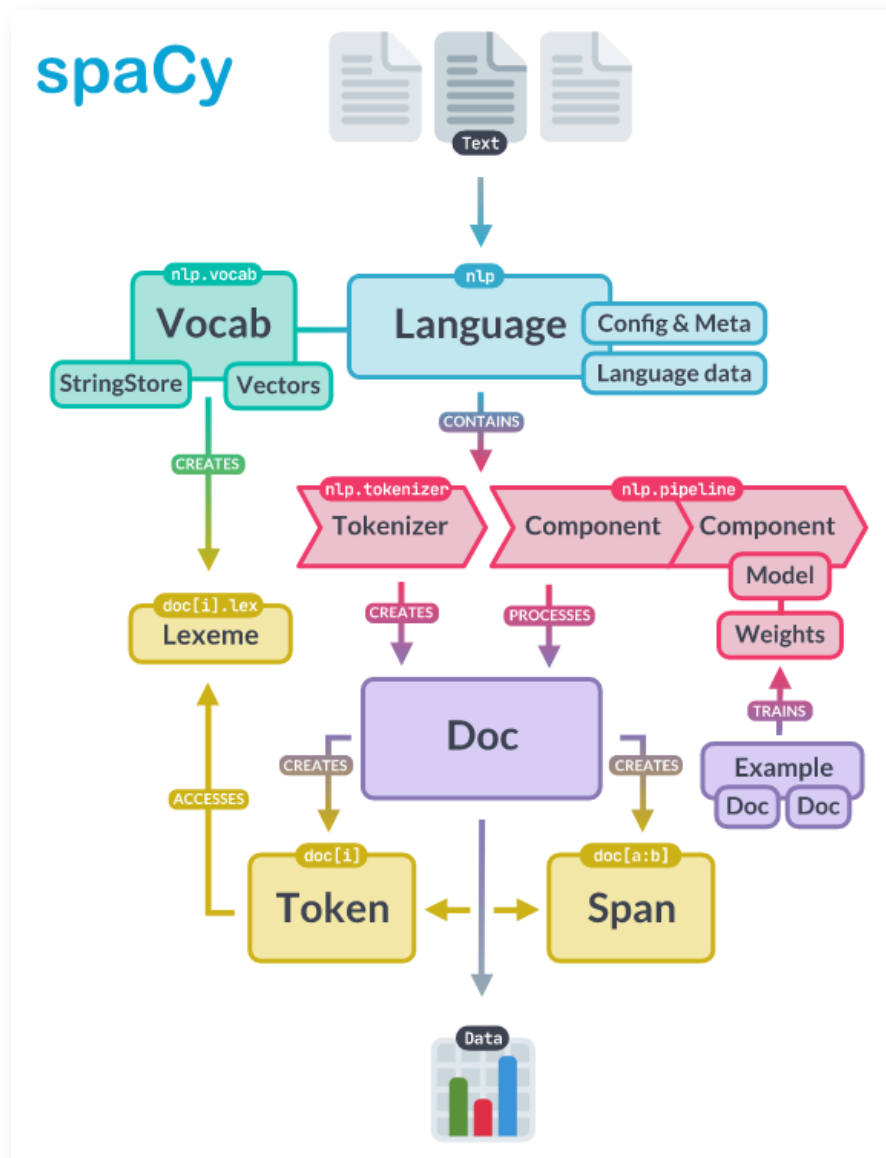 spaCy
Text
nlp.vocab
Vocab
StringStore
Vectors
nlp
Language
Config & Meta
Language data
CREATES
CONTAINS
nlp.tokenizer
Tokenizer
nlp.pipeline
Component
Component
Model
Weights
doc[i].lex
Lexeme
CREATES
PROCESSES
TRAINS
Doc
Example
Doc
Doc
CREATES
CREATES
ACCESSES
doc[i]
Token
doc[a:b]
Span
Data